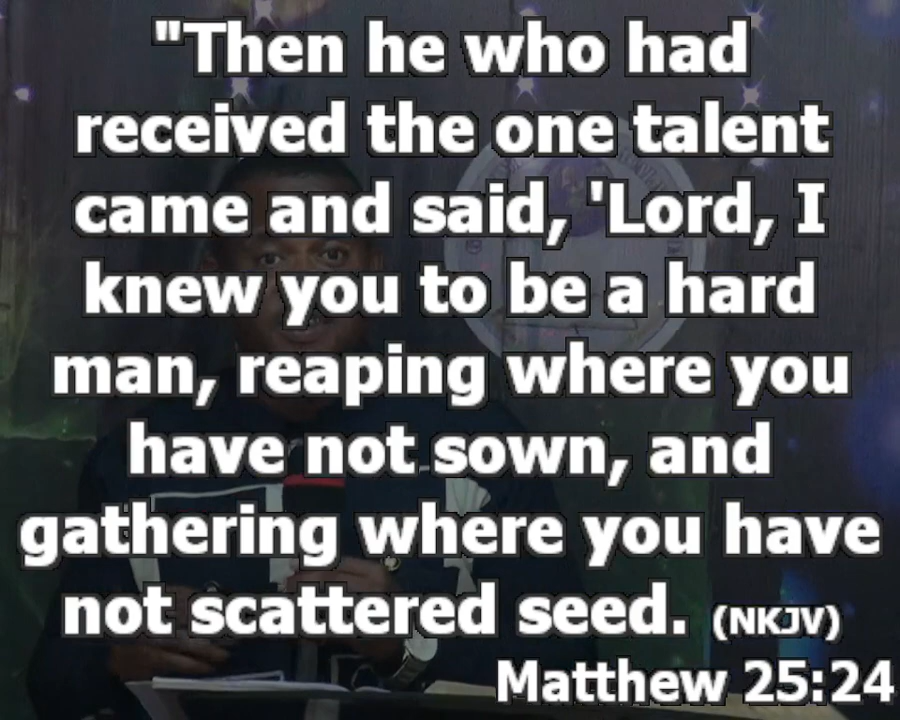 "Then he who had
received the one talent
came and said, 'Lord, I
knew you to be a hard
man, reaping where you
have not sown, and
gathering where you have
not scattered seed. (NKJV)
Matthew 25:24